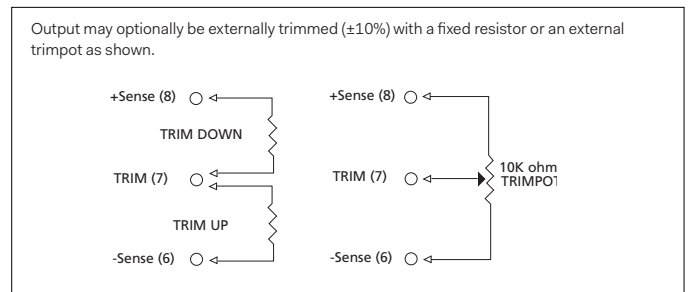 Output may optionally be externally trimmed (±10%) with a fixed resistor or an external
trimpot as shown.
+Sense (8)
TRIM DOWN
TRIM (7)
TRIM UP
-Sense (6)
+Sense (8)
TRIM (7)
10K ohm
-Sense (6)